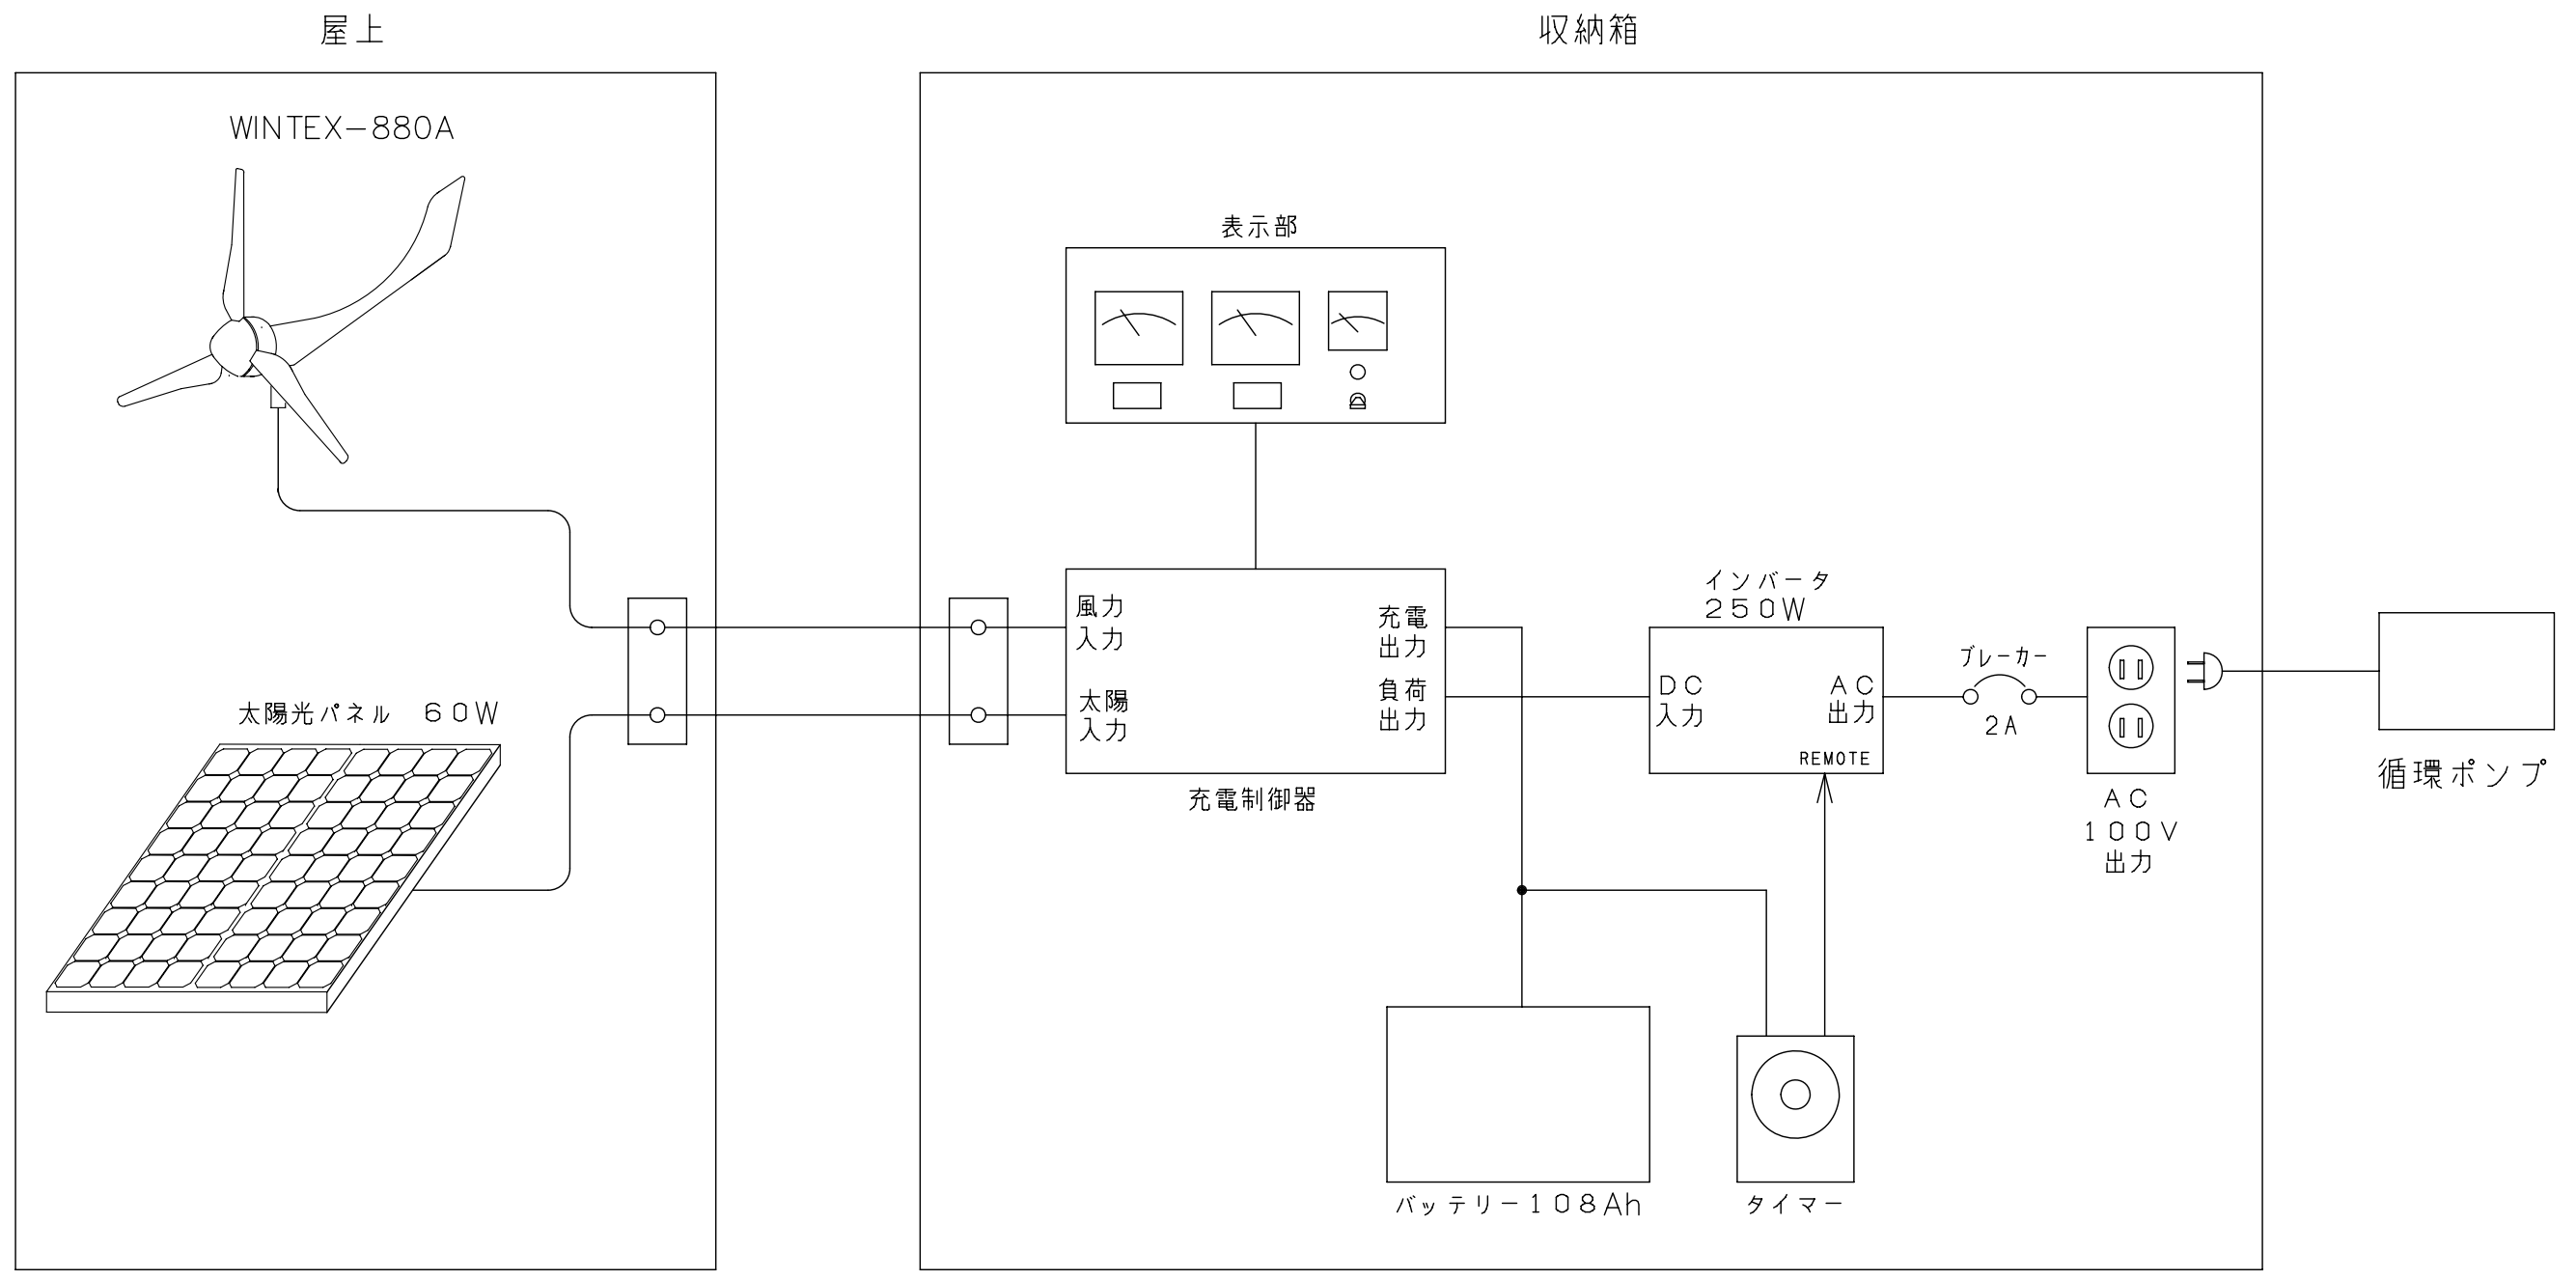 屋上
収納箱
WINTEX-880A
表示部
風力
入力
太陽
入力
充電
出力
負荷
出力
充電制御器
インバータ
250W
DC
入力
AC
出力
REMOTE
ブレーカー
2A
AC
100V
出力
循環ポンプ
太陽光パネル 60W
バッテリー108Ah
タイマー